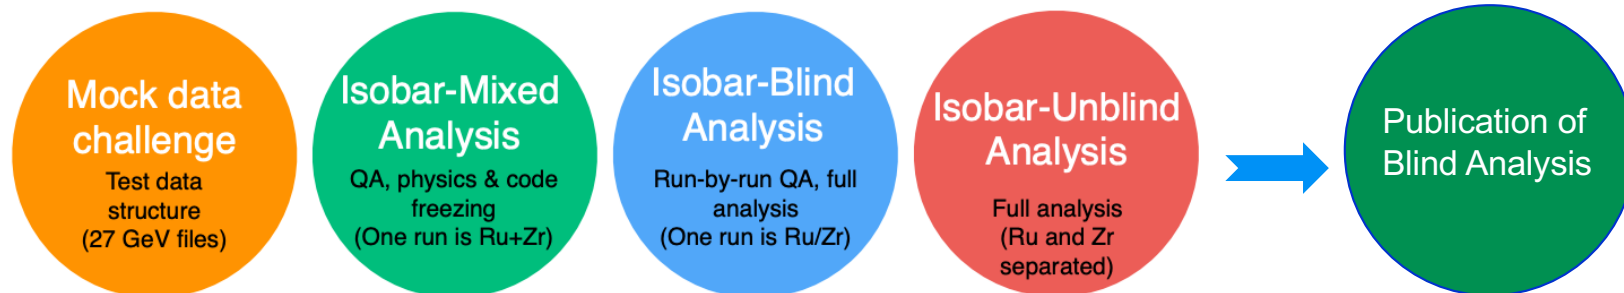 Mock data
challenge
Test data
structure
(27 GeV files)
Isobar-Mixed
Analysis
QA, physics & code
freezing
(One run is Ru+Zr)
Isobar-Blind
Analysis
Run-by-run QA, full
analysis
(One run is Ru/Zr)
Isobar-Unblind
Analysis
Full analysis
(Ru and Zr
separated)
Publication of
Blind Analysis